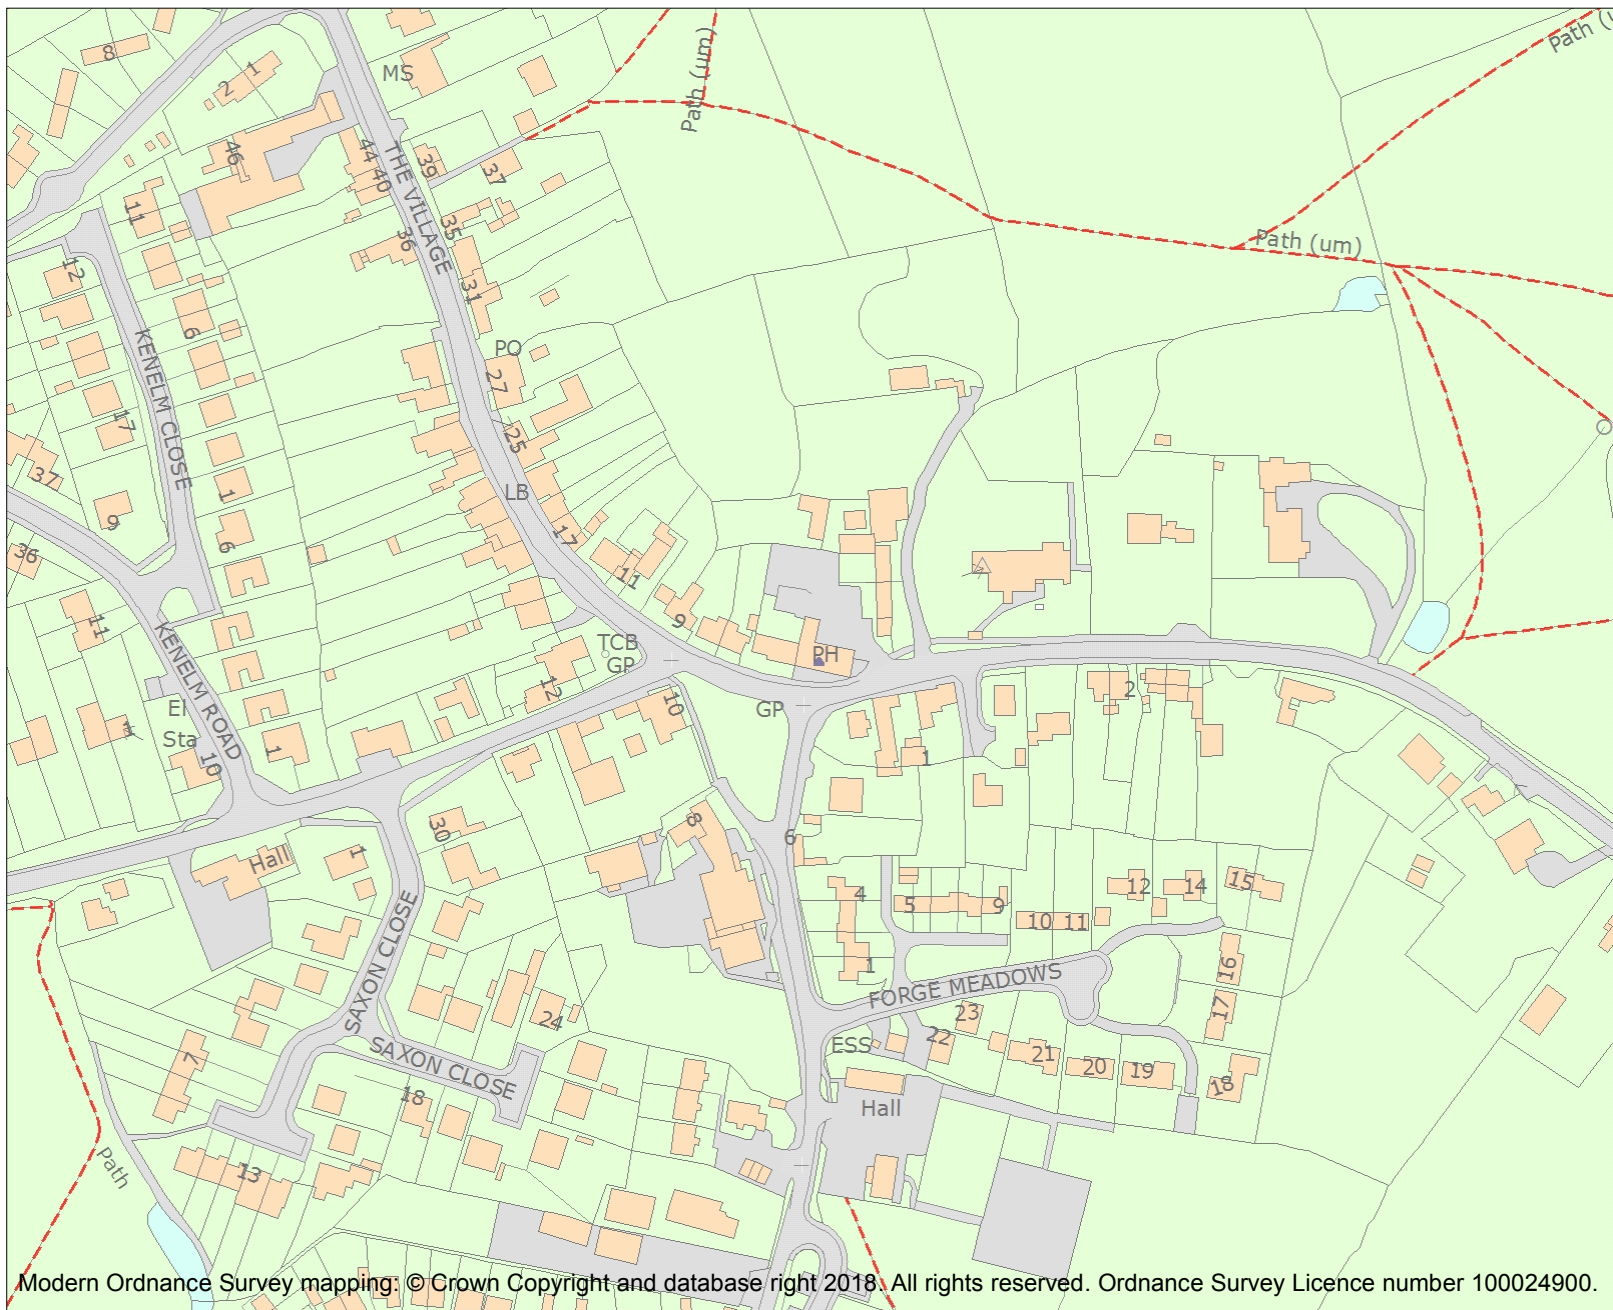 8
1
2
MS
Path (um)
Path (u
46
44
40
THE VILLAGE
39
37
11
36
35
Path (um)
12
31
6
KENELM CLOSE
PO
27
17
25
37
1
LB
9
6
17
36
11
11
9
TCB
GP
PH
KENELM ROAD
12
10
2
El
Sta
GP
1
10
1
1
8
6
30
Hall
1
4
5
9
12
14
15
10
11
SAXON CLOSE
1
16
FORGE MEADOWS
17
24
23
22
ESS
21
20
19
18
7
SAXON CLOSE
18
Hall
Path
13
Modern Ordnance Survey mapping: © Crown Copyright and database right 2018. All rights reserved. Ordnance Survey Licence number 100024900.